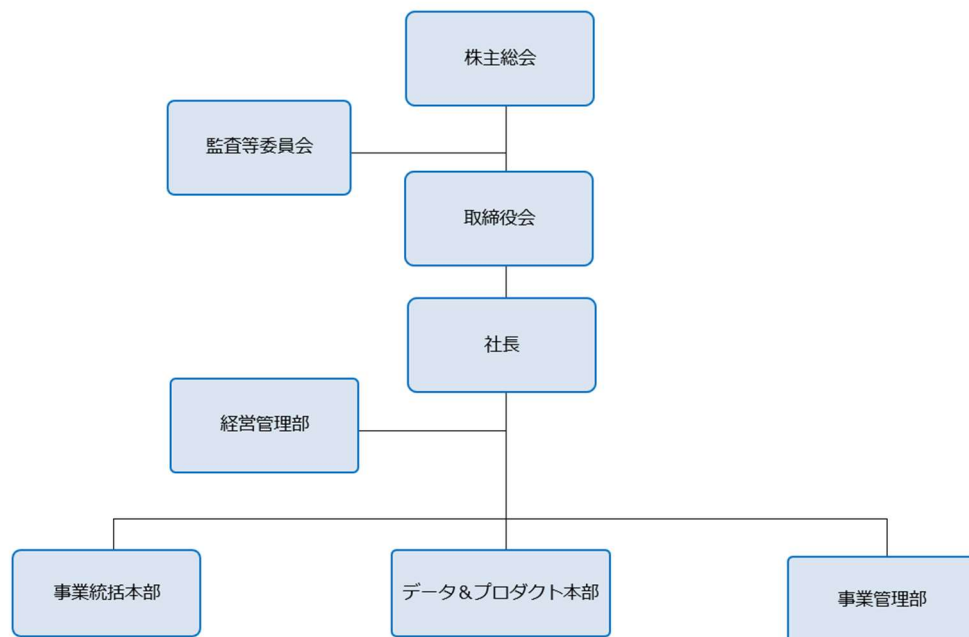 株主総会
監査等委員会
取締役会
社長
経営管理部
事業統括本部
データ&プロダクト本部
事業管理部